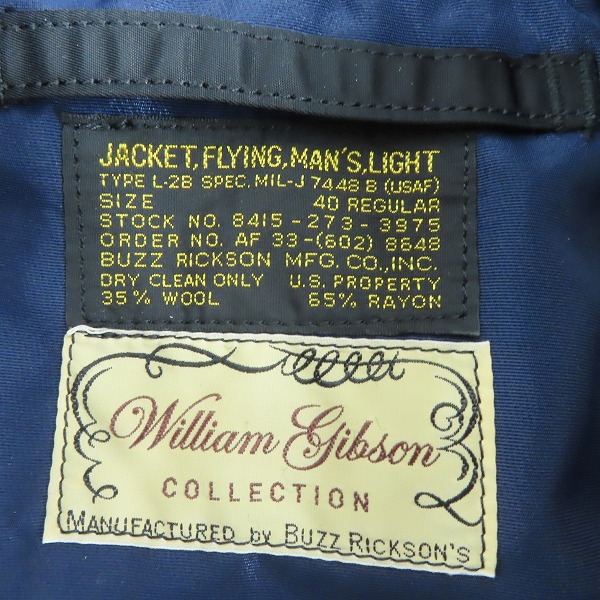 JACKET, FLYING, MAN'S, LIGHT
TYPE L-2B SPEC. MIL-J 7448 B (USAF)
SIZE 40 REGULAR
STOCK NO. 8415-273-3975
ORDER NO. AF 33-(602) 8648
BUZZ RICKSON MFG. CO., INC.
DRY CLEAN ONLY U.S. PROPERTY
35% WOOL 65% RAYON
William Gibson
COLLECTION
MANUFACTURED by BUZZ RICKSON'S